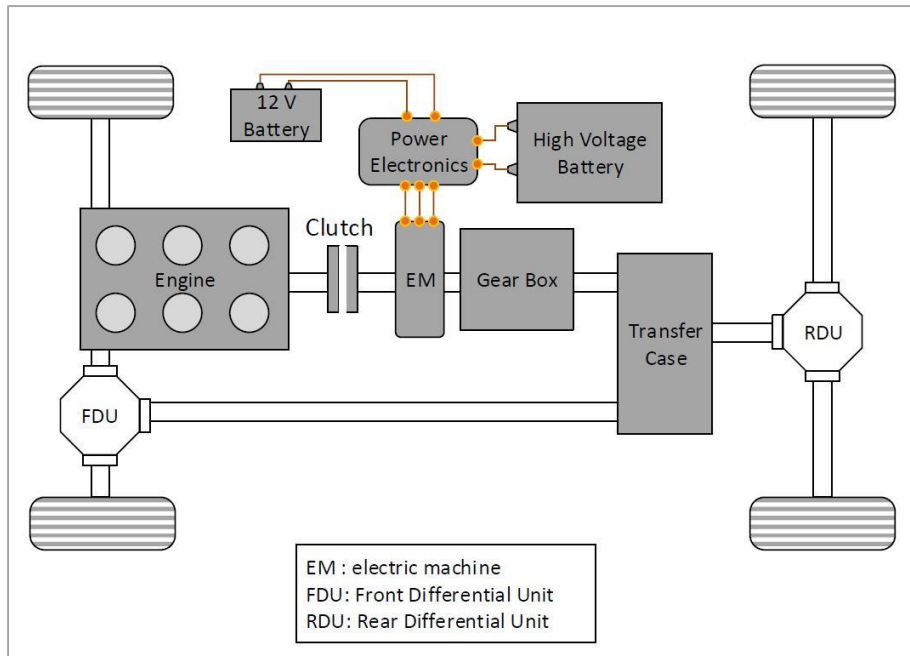 12 V
Battery
Power
Electronics
High Voltage
Battery
Clutch
Engine
EM
Gear Box
Transfer
Case
RDU
FDU
EM : electric machine
FDU: Front Differential Unit
RDU: Rear Differential Unit